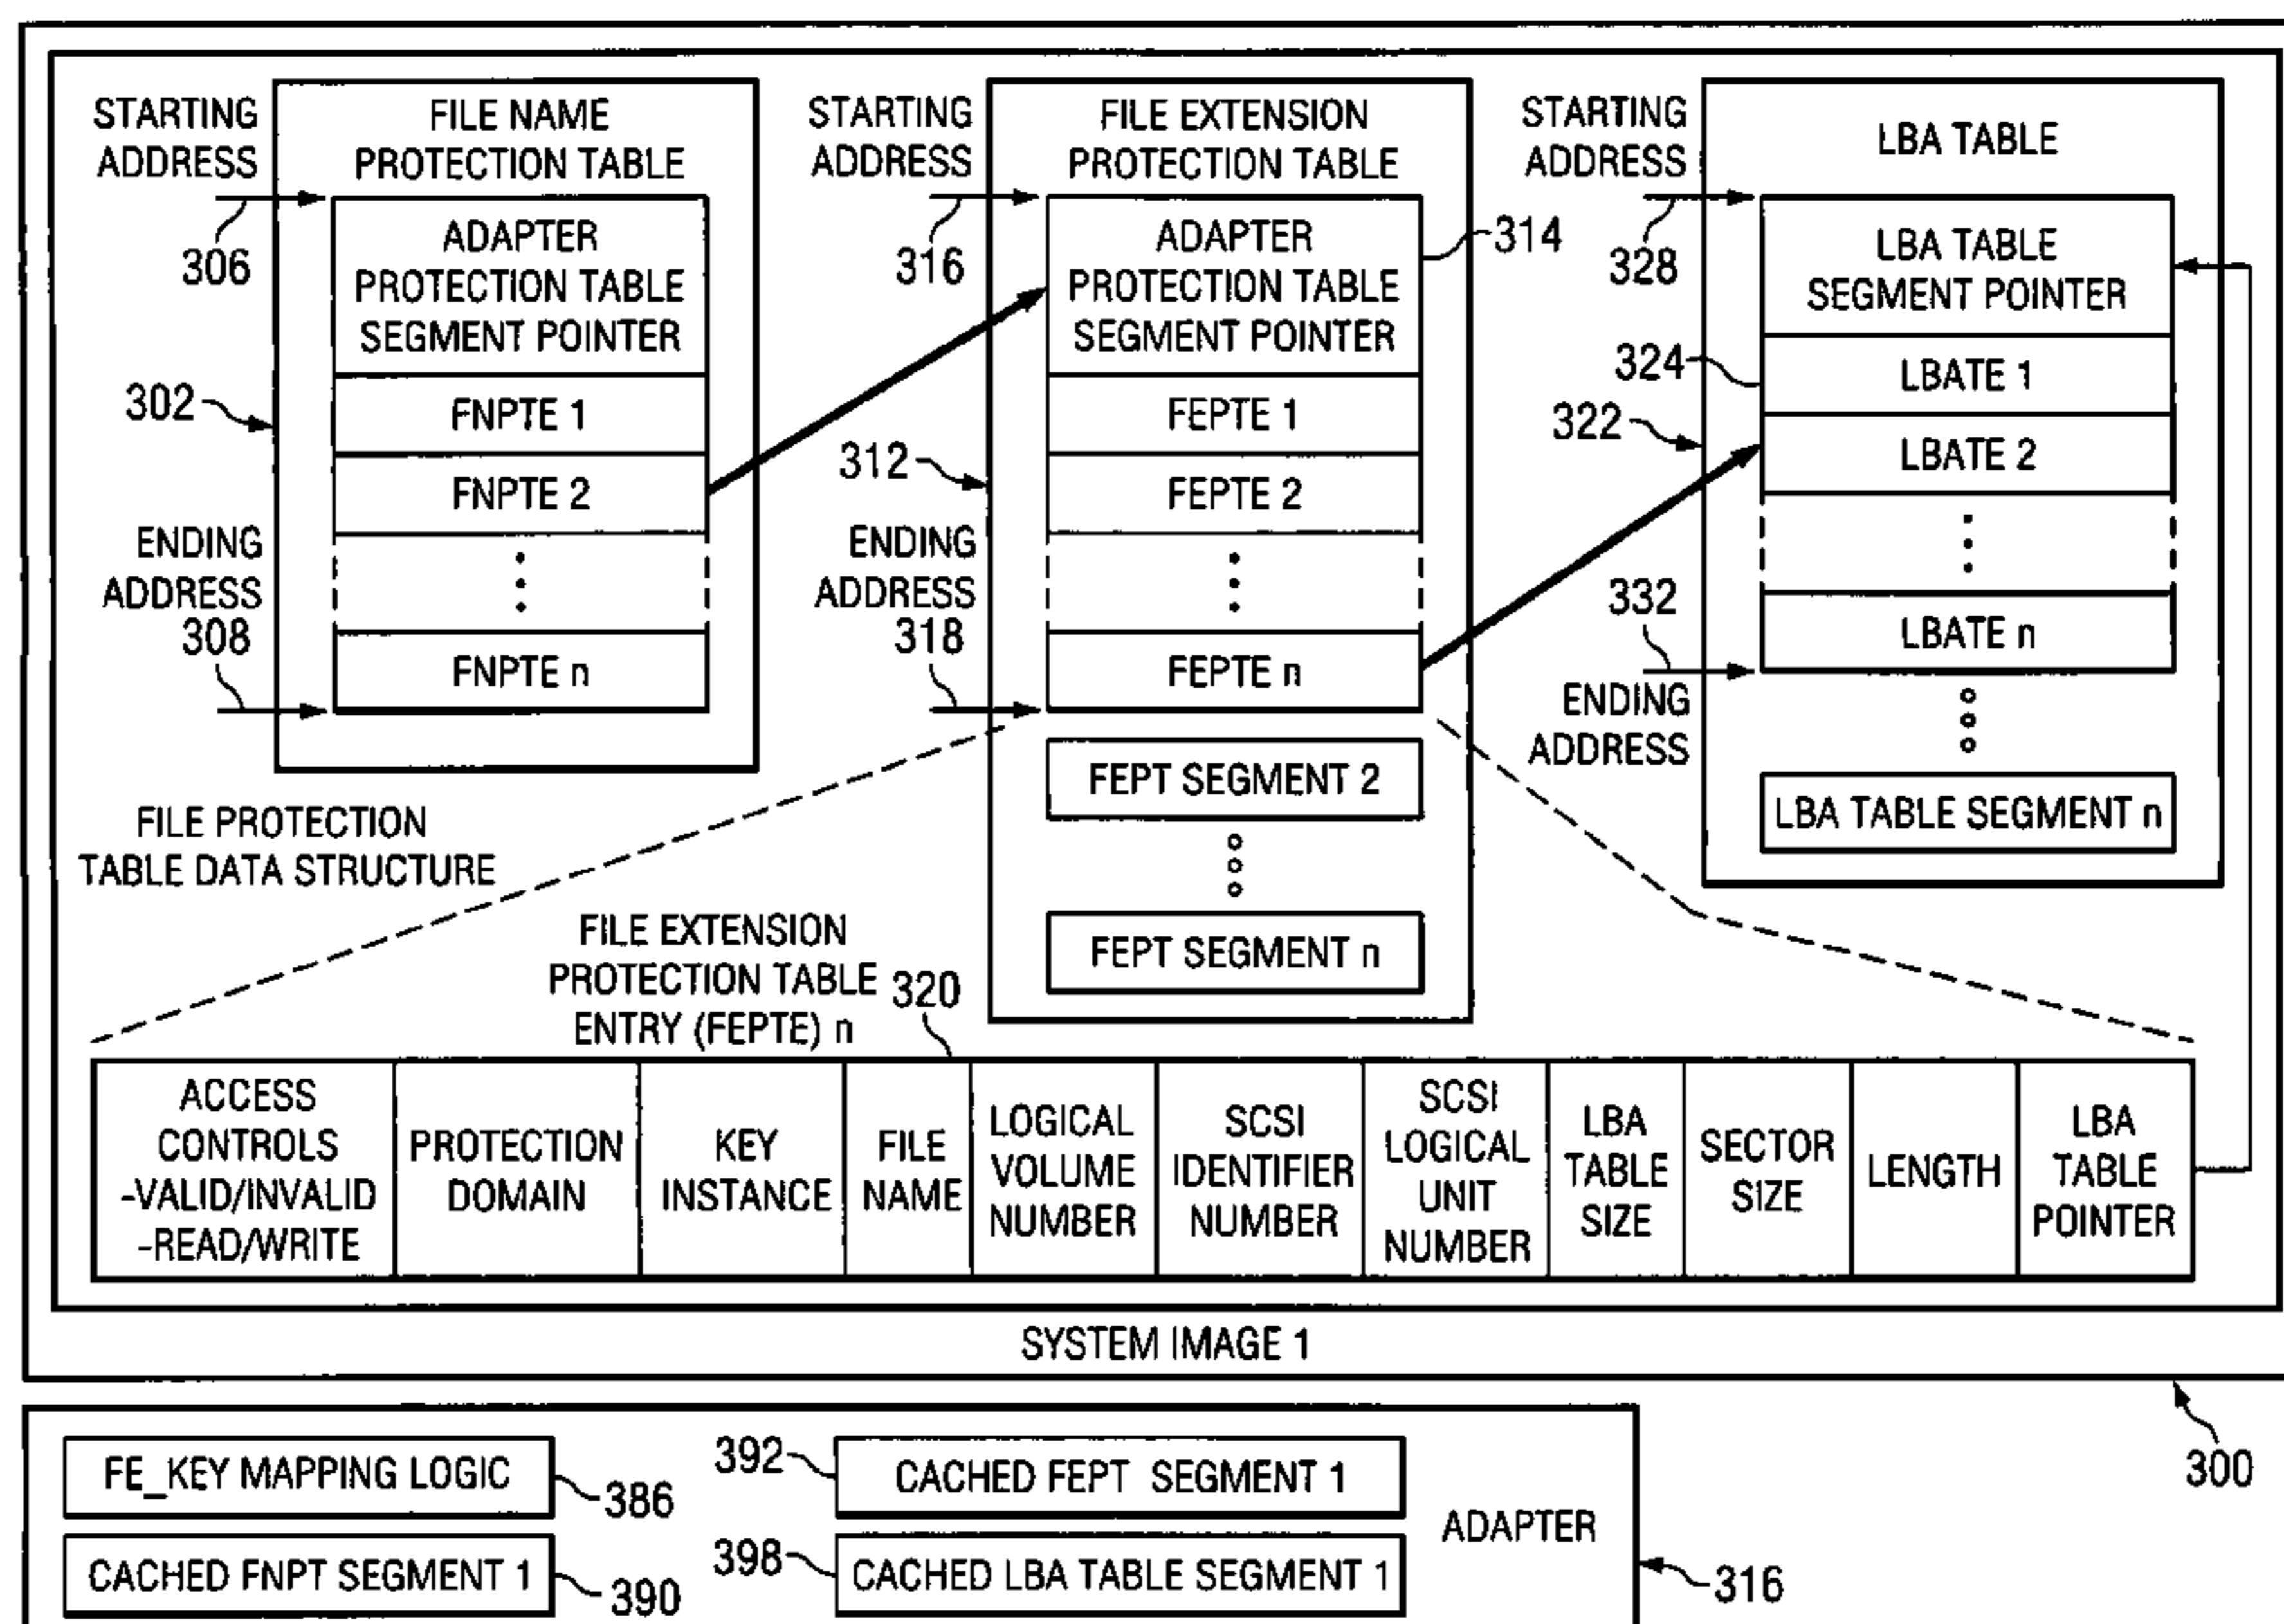 STARTING
ADDRESS
306
302
ENDING
ADDRESS
308
FILE NAME
PROTECTION TABLE
ADAPTER
PROTECTION TABLE
SEGMENT POINTER
FNPTE 1
FNPTE 2
FNPTE n
STARTING
ADDRESS
316
312
ENDING
ADDRESS
318
FILE EXTENSION
PROTECTION TABLE
ADAPTER
PROTECTION TABLE
SEGMENT POINTER
314
FEPTE 1
FEPTE 2
FEPTE n
FEPT SEGMENT 2
FEPT SEGMENT n
STARTING
ADDRESS
328
324
322
332
ENDING
ADDRESS
LBA TABLE
LBA TABLE
SEGMENT POINTER
LBATE 1
LBATE 2
LBATE n
LBA TABLE SEGMENT n
FILE PROTECTION
TABLE DATA STRUCTURE
FILE EXTENSION
PROTECTION TABLE
ENTRY (FEPTE) n
320
ACCESS
CONTROLS
-VALID/INVALID
-READ/WRITE
PROTECTION
DOMAIN
KEY
INSTANCE
FILE
NAME
LOGICAL
VOLUME
NUMBER
SCSI
IDENTIFIER
NUMBER
SCSI
LOGICAL
UNIT
NUMBER
LBA
TABLE
SIZE
SECTOR
SIZE
LENGTH
LBA
TABLE
POINTER
SYSTEM IMAGE 1
300
FE_KEY MAPPING LOGIC
386
CACHED FNPT SEGMENT 1
390
392
CACHED FEPT SEGMENT 1
398
CACHED LBA TABLE SEGMENT 1
ADAPTER
316